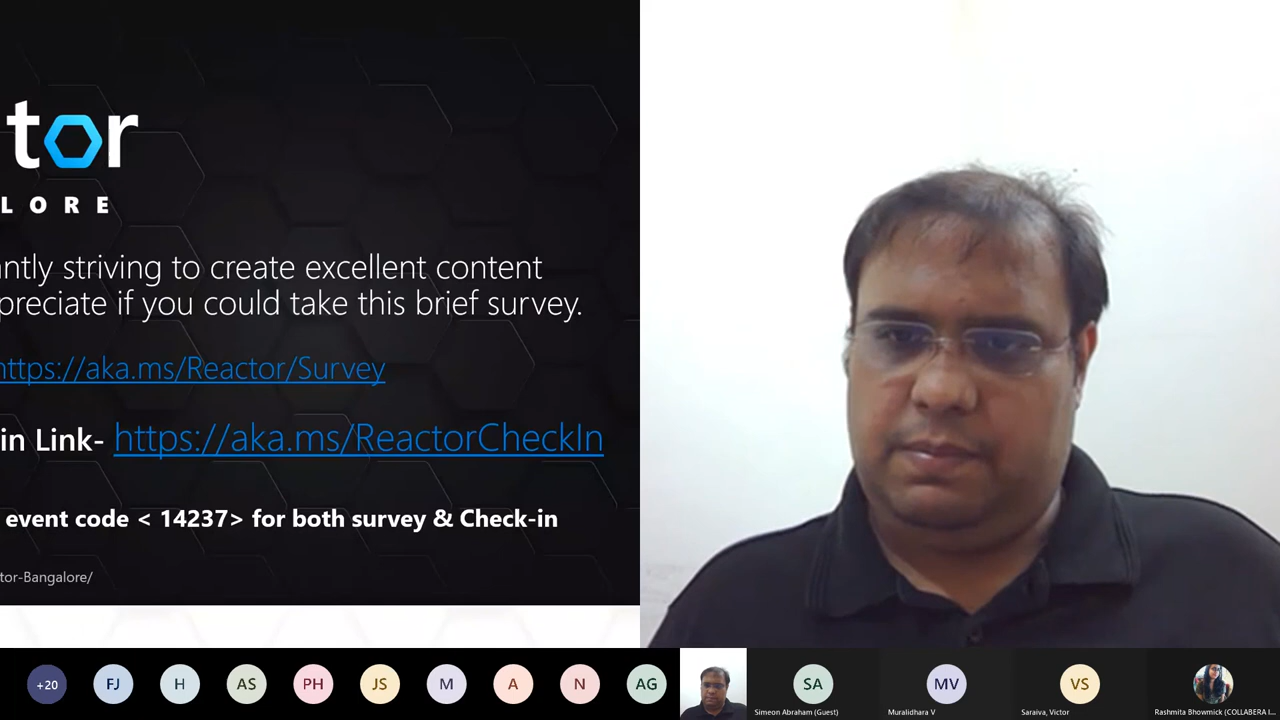 tor
LORE
ntly striving to create excellent content
preciate if you could take this brief survey.
https://aka.ms/Reactor/Survey
in Link- https://aka.ms/ReactorCheckIn
event code < 14237> for both survey & Check-in
tor-Bangalore/
+20
FJ
H
AS
PH
JS
M
A
N
AG
SA
MV
VS
Simeon Abraham (Guest)
Muralidhara V
Saraiva, Victor
Rashmita Bhowmick (COLLABERA I...